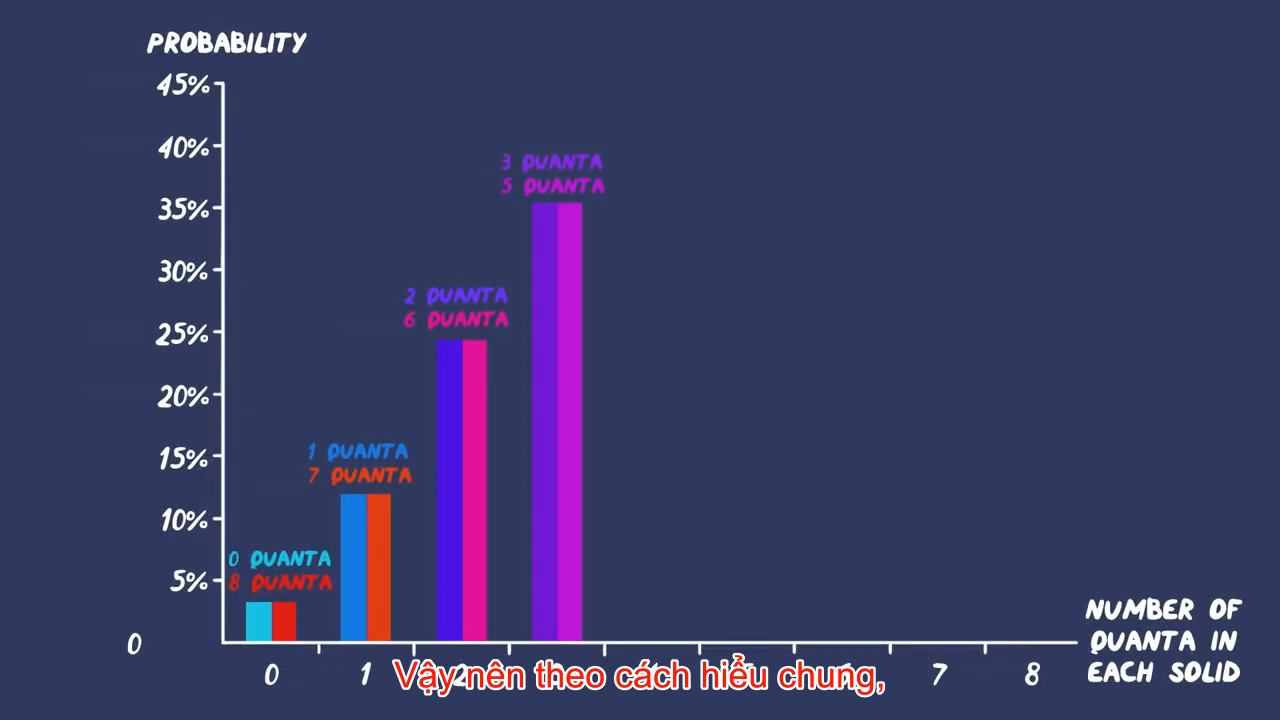 PROBABILITY
45%
40%
35%
30%
25%
20%
15%
10%
5%
0
3 QUANTA
5 QUANTA
2 QUANTA
6 QUANTA
1 QUANTA
7 QUANTA
0 QUANTA
8 QUANTA
NUMBER OF
QUANTA IN
EACH SOLID
0 1 2 7 8
Vậy nên theo cách hiểu chung,